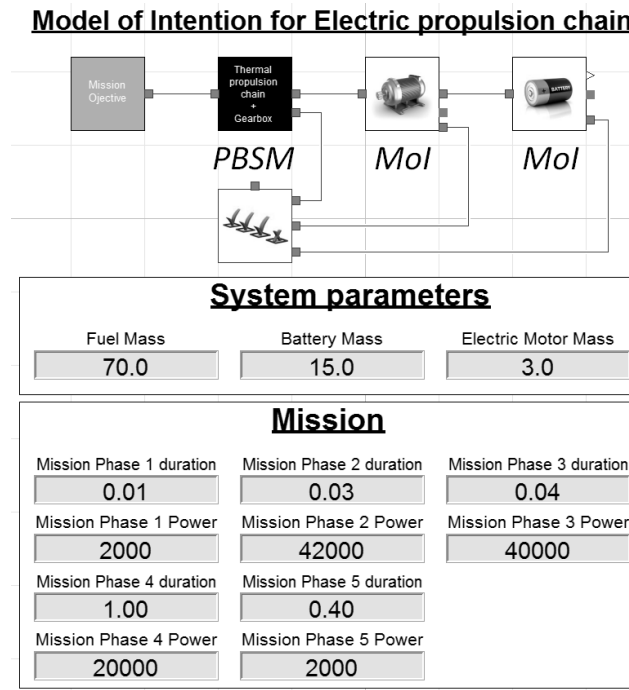 Model of Intention for Electric propulsion chain
Mission
Ojective
Thermal
propulsion
chain
+
Gearbox
BATTERY
PBSM
MoI
MoI
System parameters
Fuel Mass
Battery Mass
Electric Motor Mass
70.0
15.0
3.0
Mission
Mission Phase 1 duration
Mission Phase 2 duration
Mission Phase 3 duration
0.01
0.03
0.04
Mission Phase 1 Power
Mission Phase 2 Power
Mission Phase 3 Power
2000
42000
40000
Mission Phase 4 duration
Mission Phase 5 duration
1.00
0.40
Mission Phase 4 Power
Mission Phase 5 Power
20000
2000